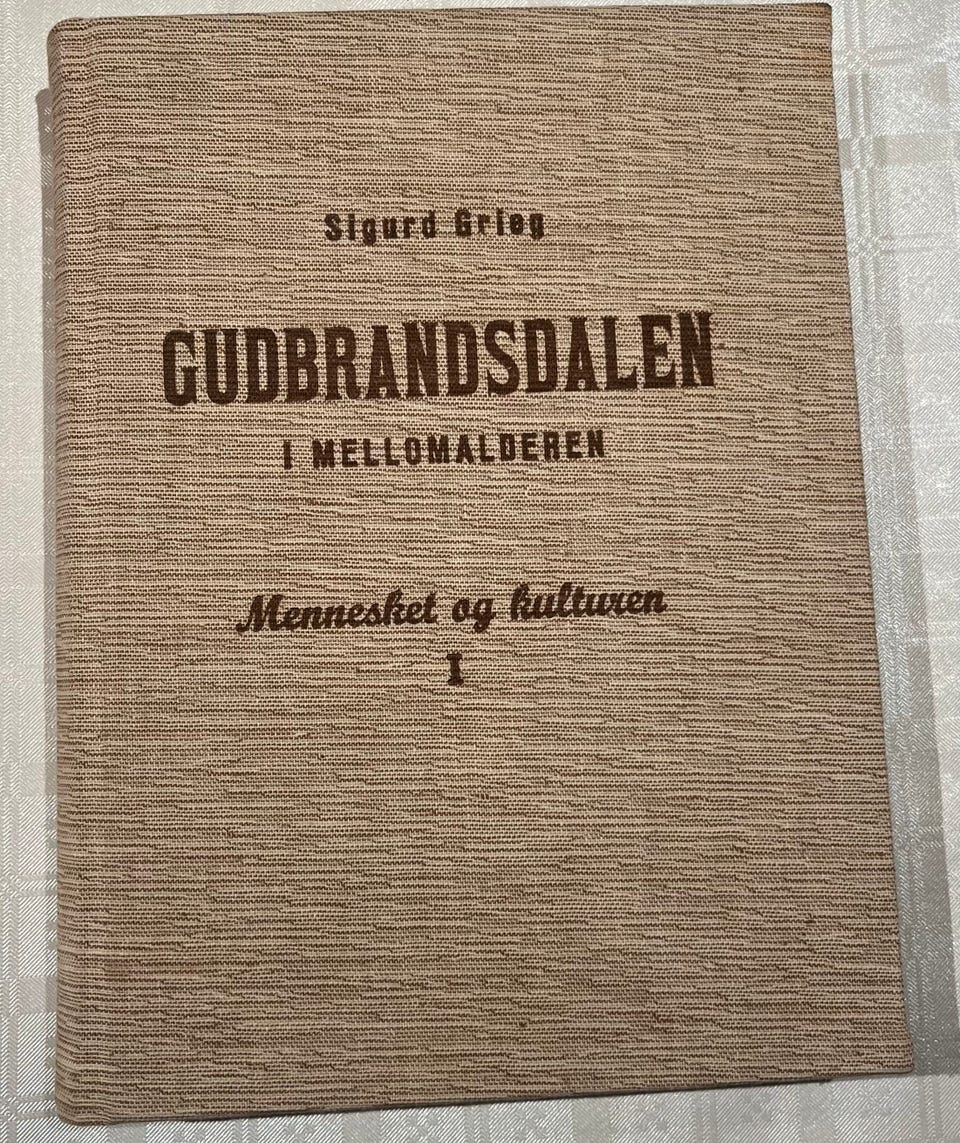 Sigurd Grieg
GUDBRANDSDALEN
I MELLOMALDEREN
Mennesket og kulturen
I